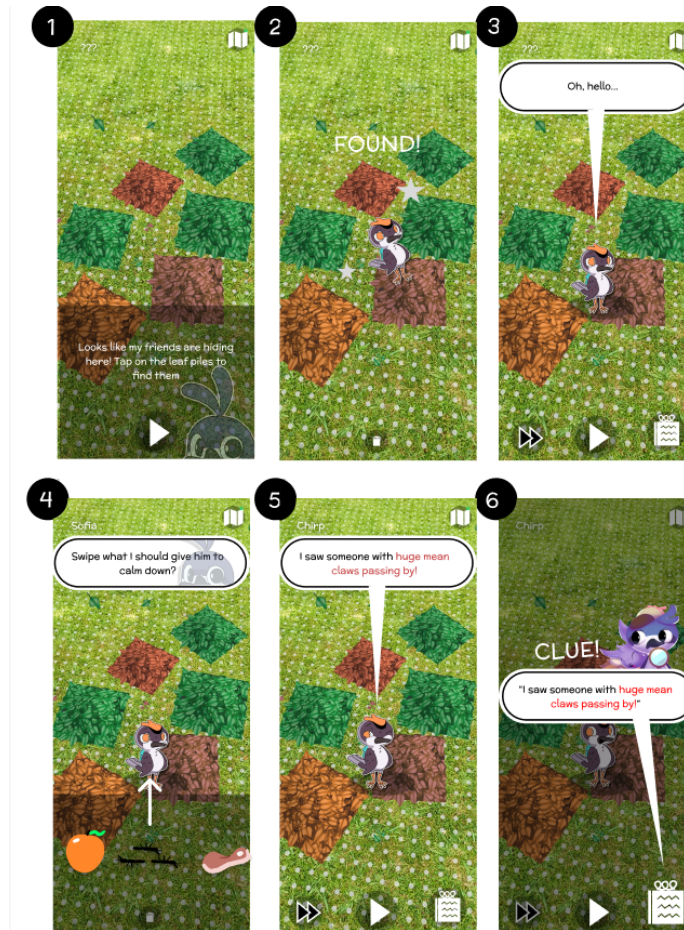 1
???
Looks like my friends are hiding
here! Tap on the leaf piles to
find them
2
???
FOUND!
3
???
Oh, hello...
4
Sofia
Swipe what I should give him to
calm down?
5
Chirp
I saw someone with huge mean
claws passing by!
6
Chirp
CLUE!
"I saw someone with huge mean
claws passing by!"